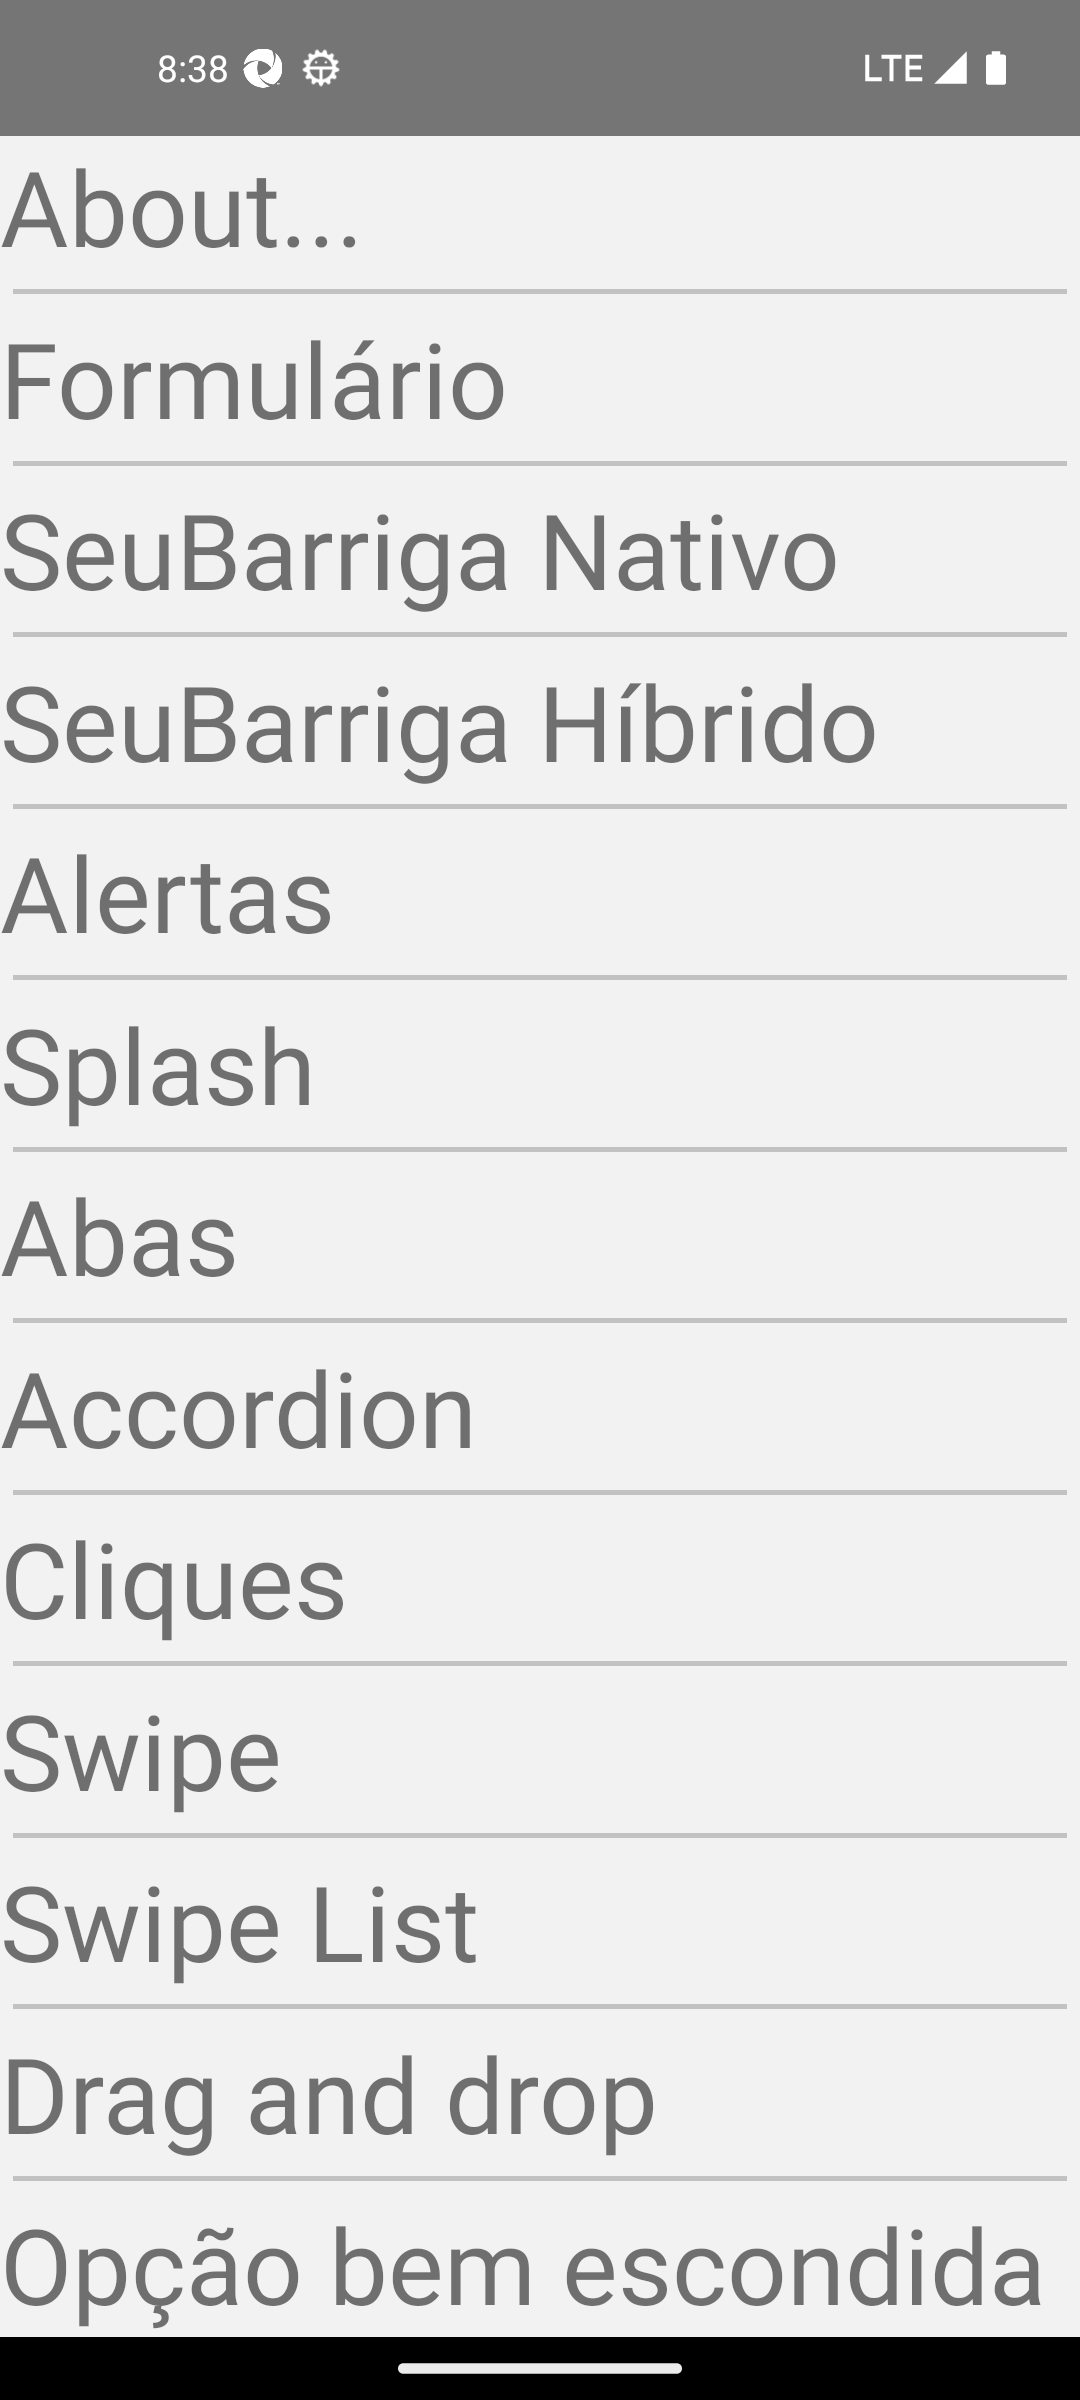 8:38 LTE
About...
Formulário
SeuBarriga Nativo
SeuBarriga Híbrido
Alertas
Splash
Abas
Accordion
Cliques
Swipe
Swipe List
Drag and drop
Opção bem escondida